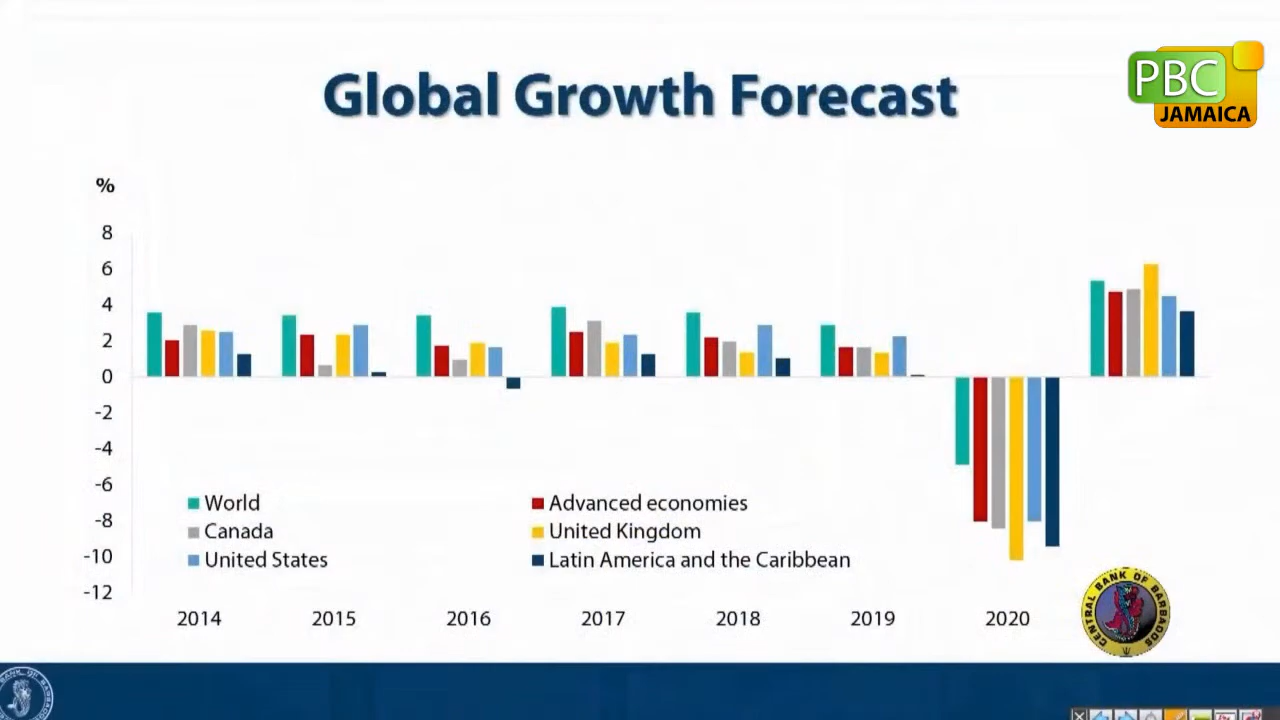 PBC
JAMAICA
Global Growth Forecast
%
8
6
4
2
0
-2
-4
-6
-8
-10
-12
World
Advanced economies
Canada
United Kingdom
United States
Latin America and the Caribbean
2014 2015 2016 2017 2018 2019 2020
CENTRAL BANK OF BARBADOS
BANK OF